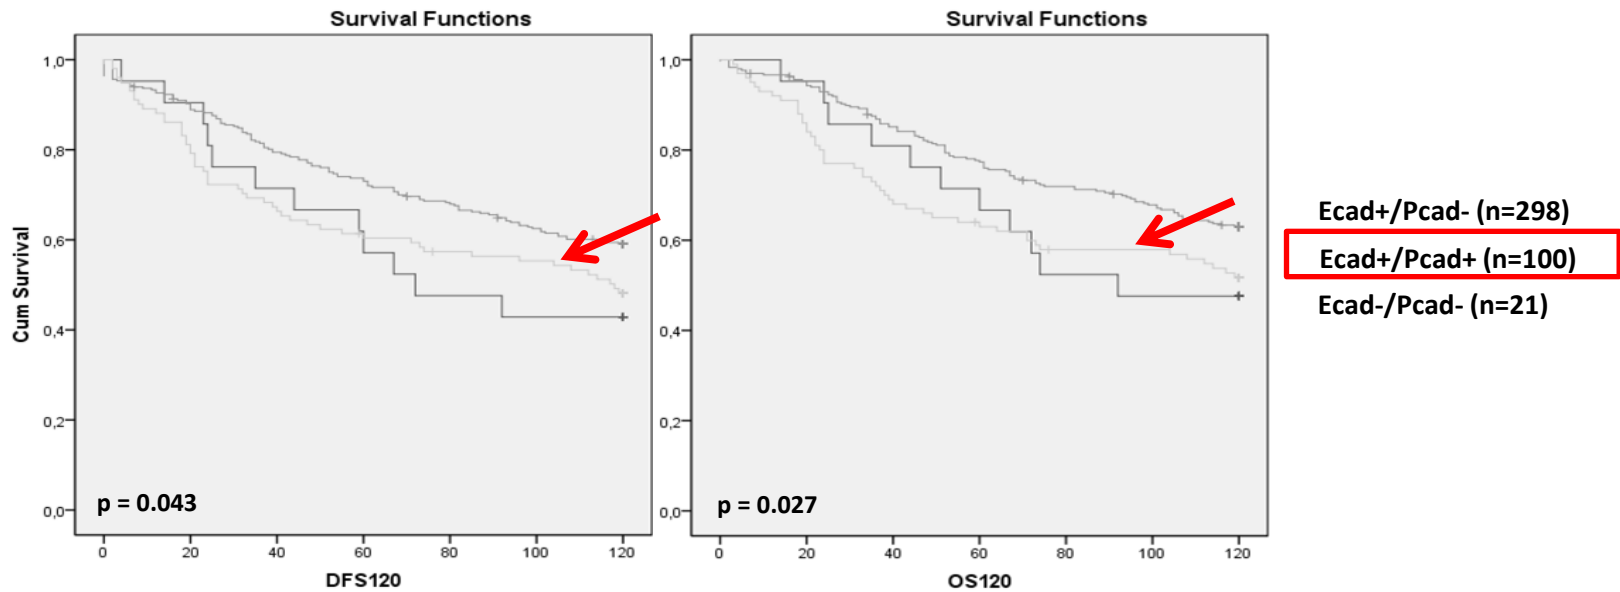 Survival Functions
Cum Survival
1,0
0,8
0,6
0,4
0,2
0,0
p = 0.043
0 20 40 60 80 100 120
DFS120
Survival Functions
1,0
0,8
0,6
0,4
0,2
0,0
p = 0.027
0 20 40 60 80 100 120
OS120
Ecad+/Pcad- (n=298)
Ecad+/Pcad+ (n=100)
Ecad-/Pcad- (n=21)